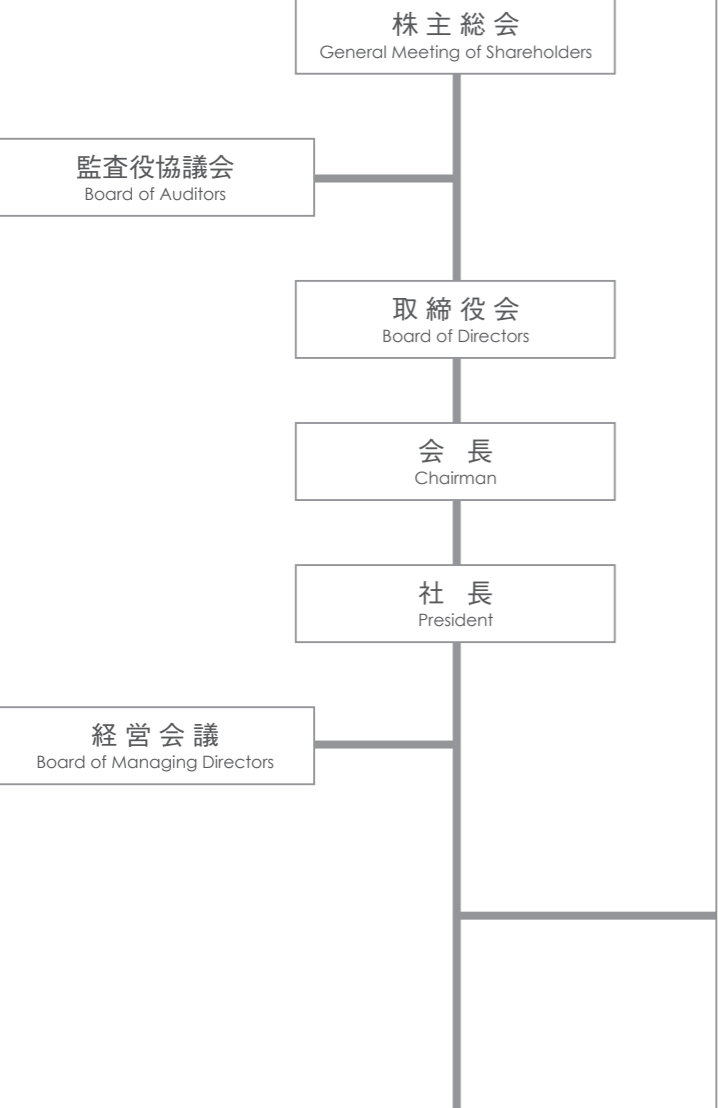 株主総会
General Meeting of Shareholders
監査役協議会
Board of Auditors
取締役会
Board of Directors
会 長
Chairman
社 長
President
経営会議
Board of Managing Directors